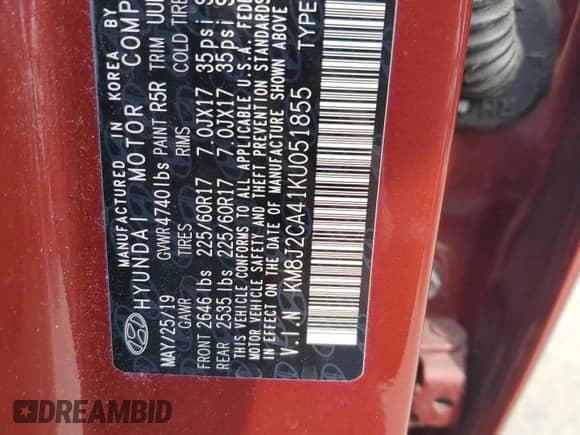 MANUFACTURED IN KOREA BY
HYUNDAI MOTOR COMP
MAY/25/19 GVWR 4740lbs PAINT R5R TRIM UU
GAWR TIRES RIMS COLD TIRE
FRONT 2646 lbs 225/60R17 7.0JX17 35psi
REAR 2535 lbs 225/60R17 7.0JX17 35psi
THIS VEHICLE CONFORMS TO ALL APPLICABLE U.S.A. FEDE
MOTOR VEHICLE SAFETY AND THEFT PREVENTION STANDARDS
IN EFFECT ON THE DATE OF MANUFACTURE SHOWN ABOVE
V.I.N KM8J2CA41KU051855 TYPE
DREAMBID